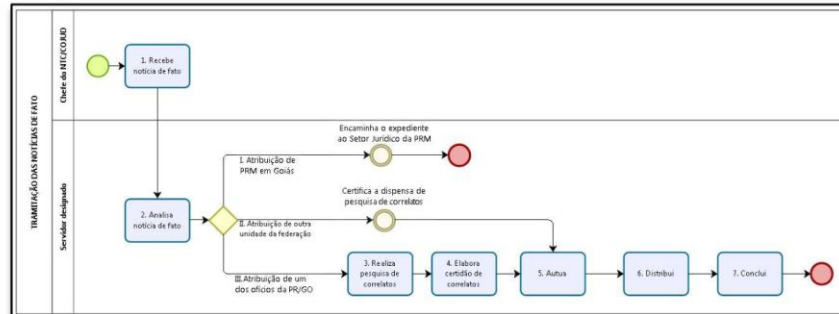 TRAMITAÇÃO DAS NOTÍCIAS DE FATO
Chefe do NTC/COJUD
1. Recebe
notícia de fato
Servidor designado
2. Analisa
notícia de fato
Encaminha o expediente
ao Setor Jurídico da PRM
I. Atribuição de
PRM em Goiás
Certifica a dispensa de
pesquisa de correlatos
II. Atribuição de outra
unidade da federação
III.Atribuição de um
dos ofícios da PR/GO
3. Realiza
pesquisa de
correlatos
4. Elabora
certidão de
correlatos
5. Autua
6. Distribui
7. Conclui